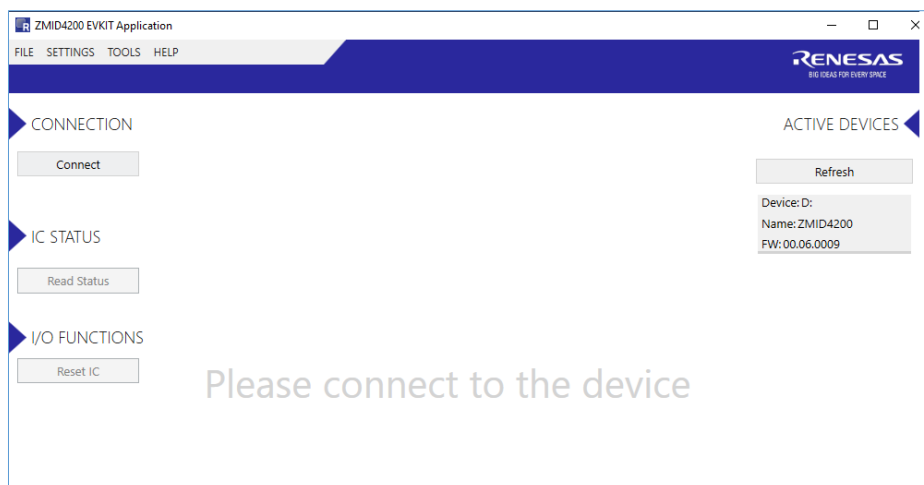 ZMID4200 EVKIT Application
FILE SETTINGS TOOLS HELP
RENESAS
BIG IDEAS FOR EVERY SPACE
CONNECTION
Connect
IC STATUS
Read Status
I/O FUNCTIONS
Reset IC
Please connect to the device
ACTIVE DEVICES
Refresh
Device: D:
Name: ZMID4200
FW: 00.06.0009